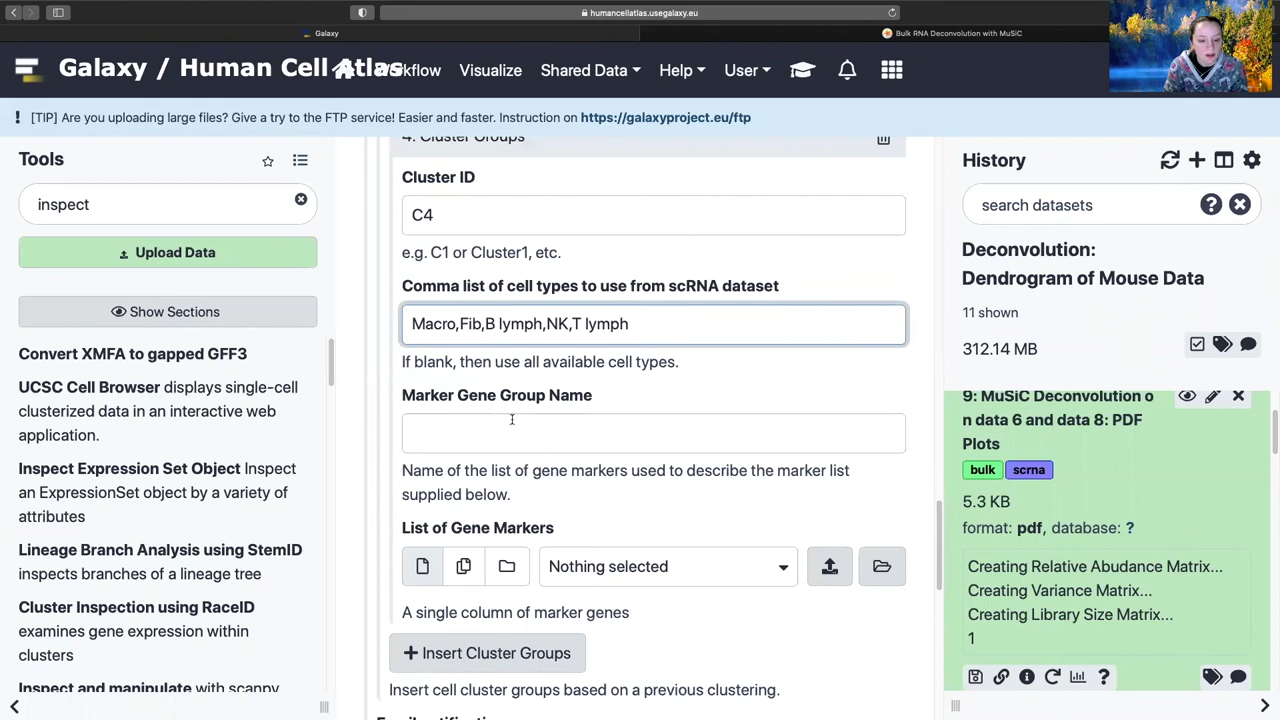 humancellatlas.usegalaxy.eu
Galaxy
Bulk RNA Deconvolution with MuSiC
Galaxy / Human Cell Atlas
Workflow
Visualize
Shared Data
Help
User
[TIP] Are you uploading large files? Give a try to the FTP service! Easier and faster. Instruction on https://galaxyproject.eu/ftp
Tools
inspect
Upload Data
Show Sections
Convert XMFA to gapped GFF3
UCSC Cell Browser displays single-cell
clusterized data in an interactive web
application.
Inspect Expression Set Object Inspect
an ExpressionSet object by a variety of
attributes
Lineage Branch Analysis using StemID
inspects branches of a lineage tree
Cluster Inspection using RaceID
examines gene expression within
clusters
Inspect and manipulate with scanpy
4. Cluster Groups
Cluster ID
C4
e.g. C1 or Cluster1, etc.
Comma list of cell types to use from scRNA dataset
Macro,Fib,B lymph,NK,T lymph
If blank, then use all available cell types.
Marker Gene Group Name
Name of the list of gene markers used to describe the marker list
supplied below.
List of Gene Markers
Nothing selected
A single column of marker genes
+ Insert Cluster Groups
Insert cell cluster groups based on a previous clustering.
History
search datasets
Deconvolution:
Dendrogram of Mouse Data
11 shown
312.14 MB
9: MuSiC Deconvolution o
n data 6 and data 8: PDF
Plots
bulk scrna
5.3 KB
format: pdf, database: ?
Creating Relative Abudance Matrix...
Creating Variance Matrix...
Creating Library Size Matrix...
1